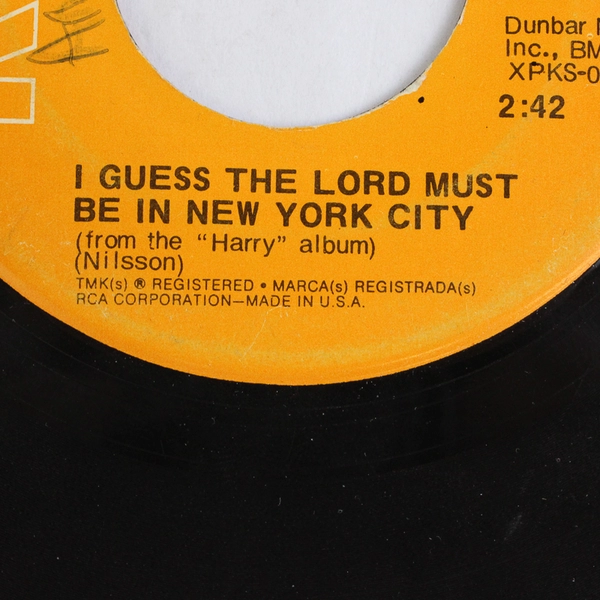 Dunbar
Inc., BM
XPKS-0
2:42
I GUESS THE LORD MUST
BE IN NEW YORK CITY
(from the "Harry" album)
(Nilsson)
TMK(s) ® REGISTERED • MARCA(s) REGISTRADA(s)
RCA CORPORATION—MADE IN U.S.A.